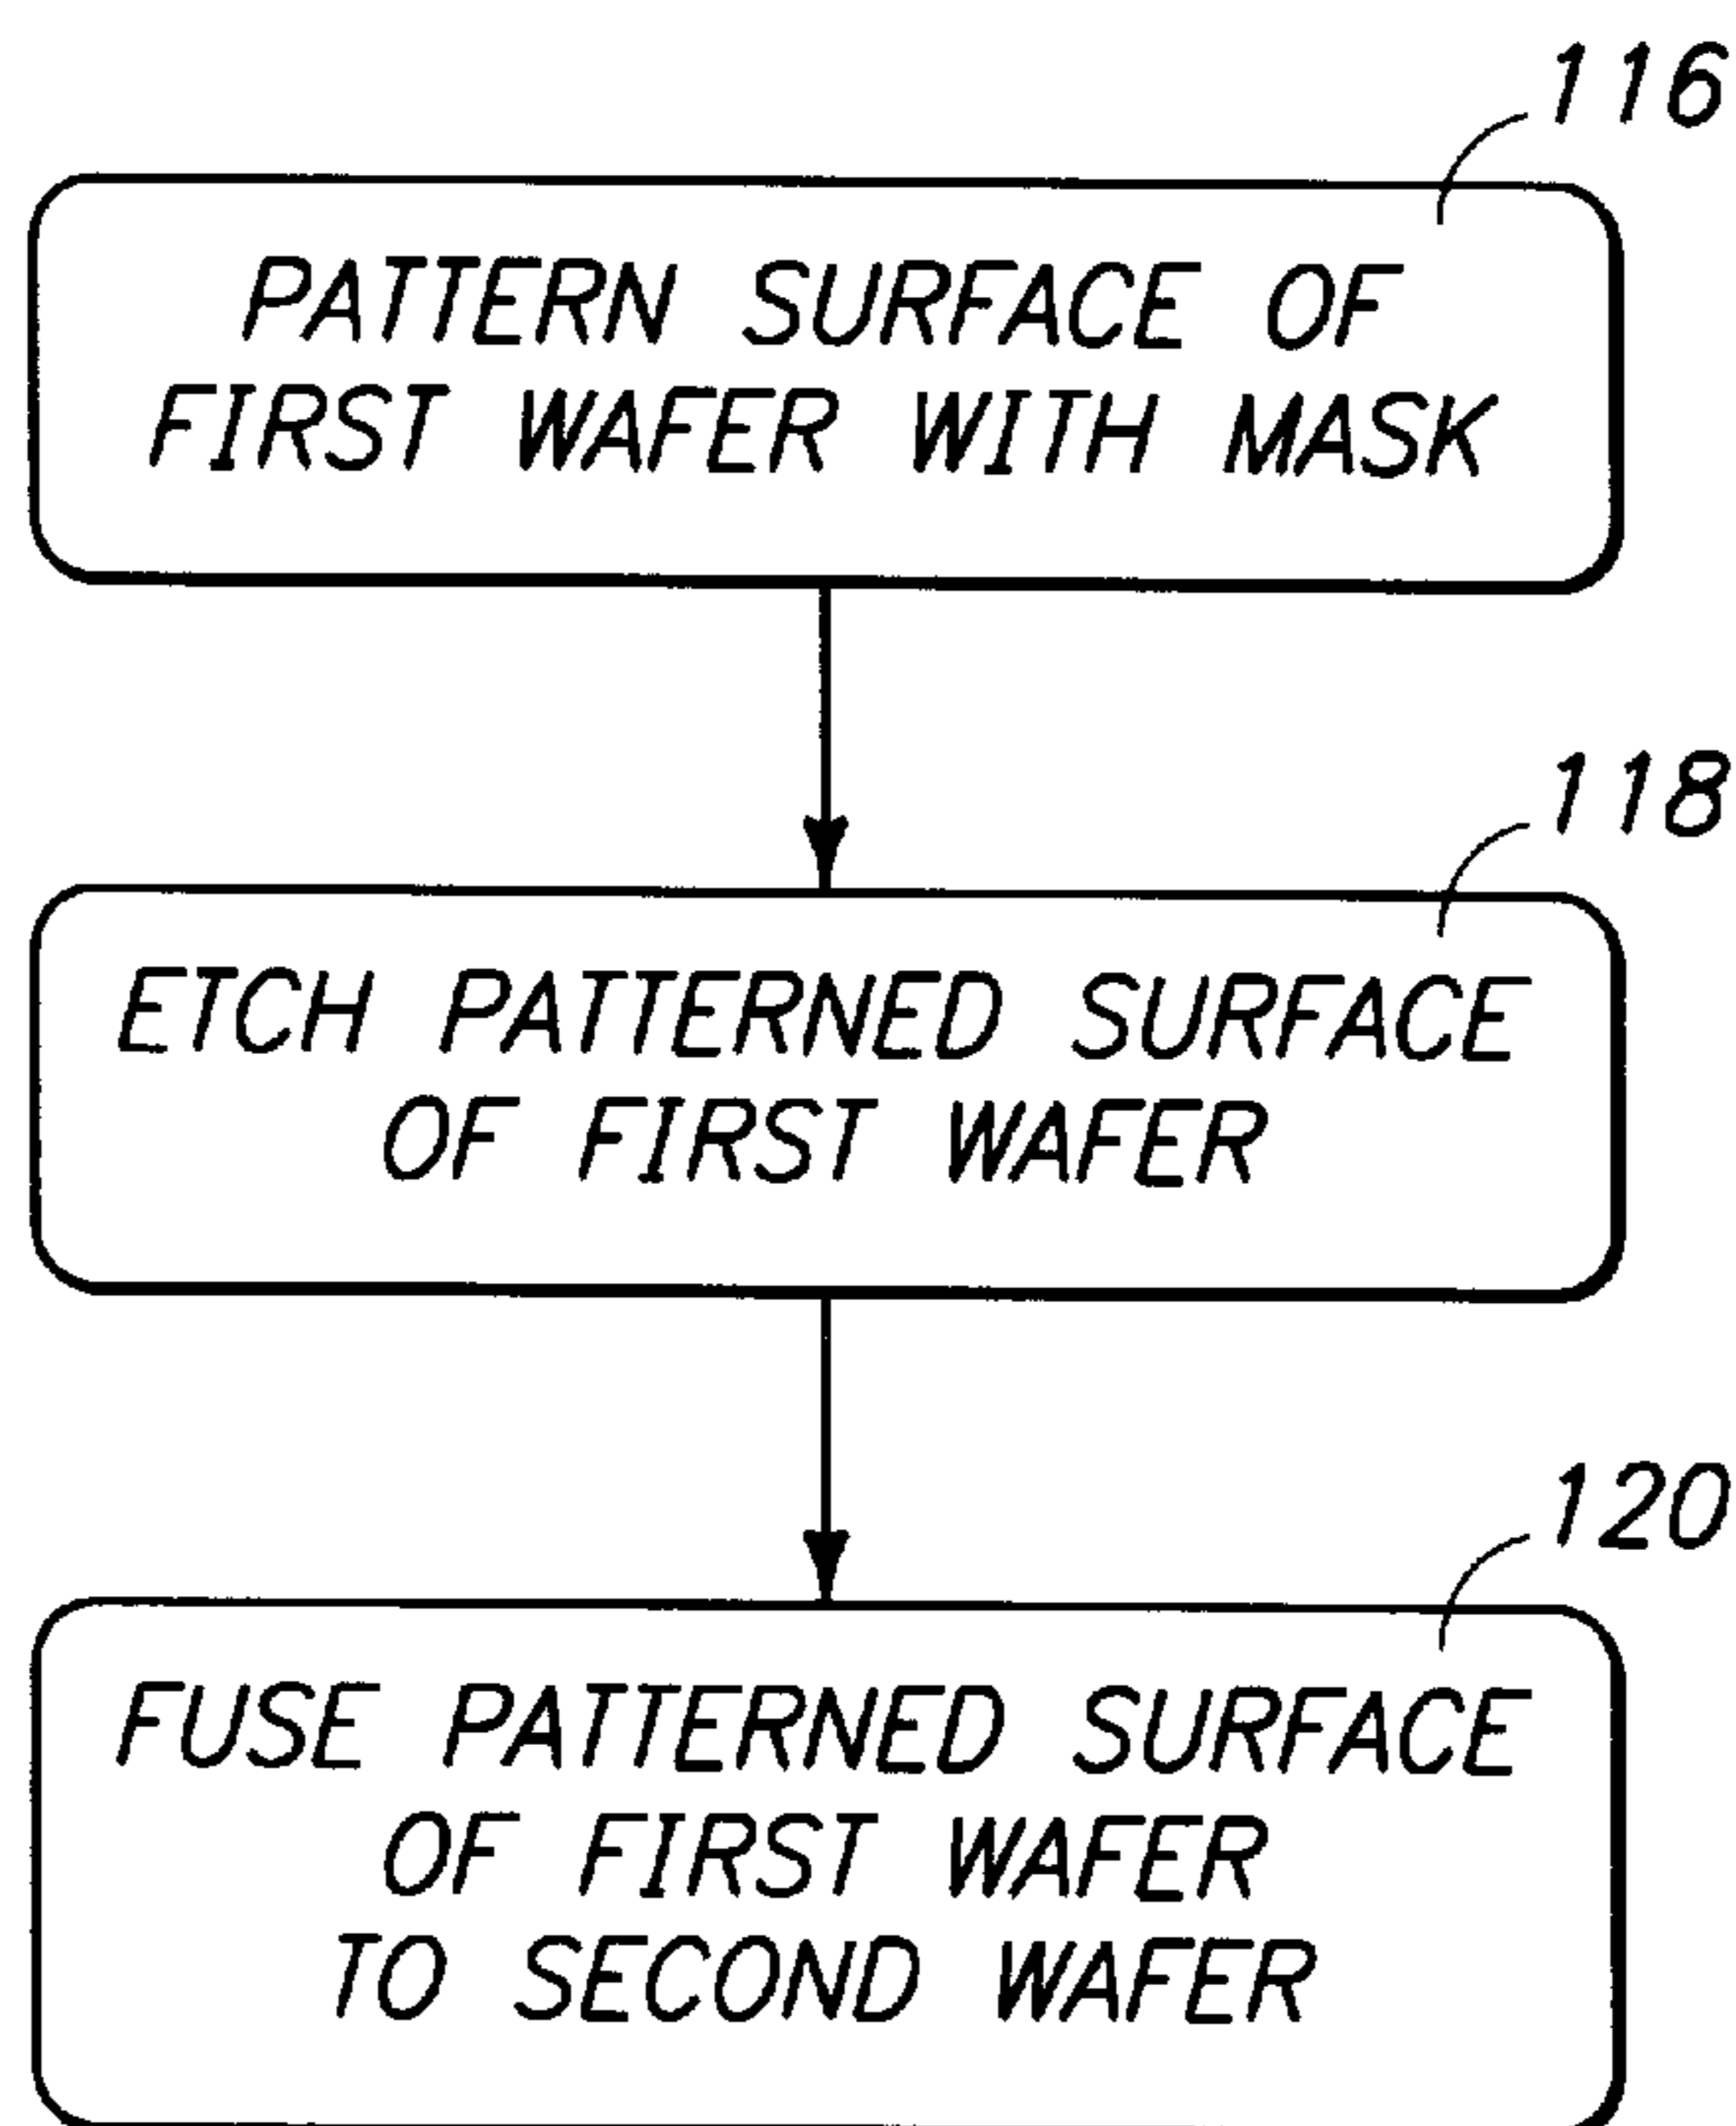 116
PATTERN SURFACE OF
FIRST WAFER WITH MASK
118
ETCH PATTERNED SURFACE
OF FIRST WAFER
120
FUSE PATTERNED SURFACE
OF FIRST WAFER
TO SECOND WAFER